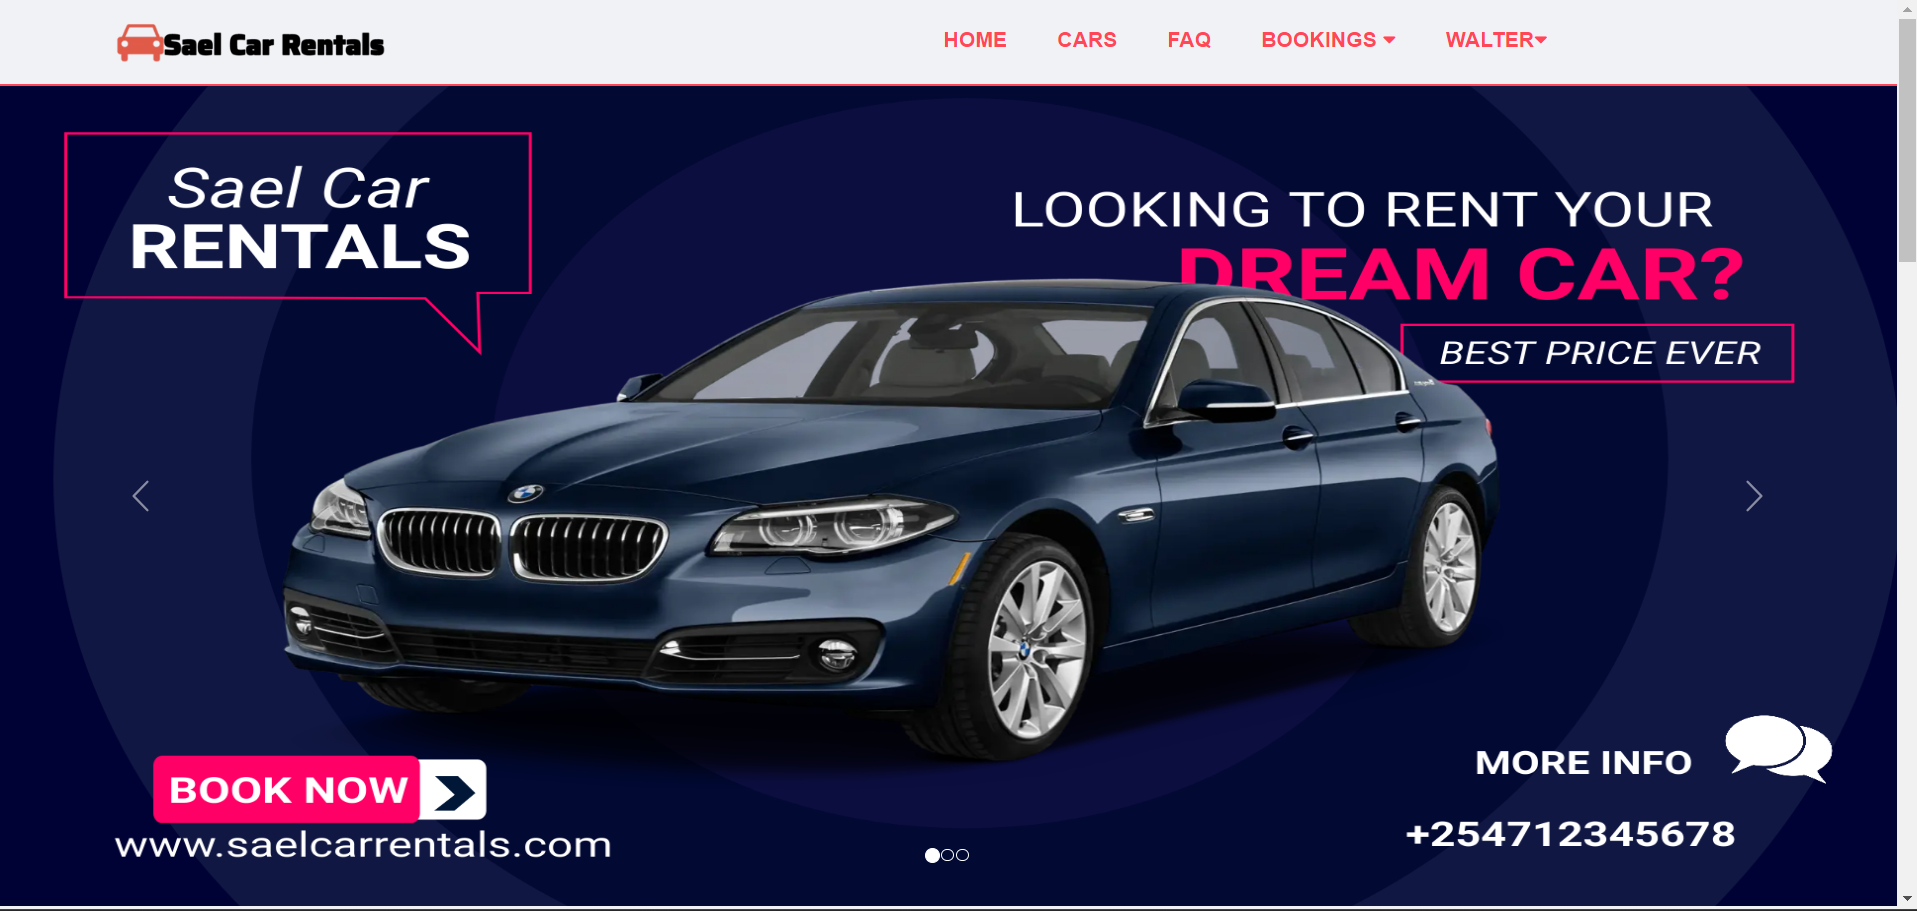 Sael Car Rentals
HOME CARS FAQ BOOKINGS WALTER
Sael Car
RENTALS
LOOKING TO RENT YOUR
DREAM CAR?
BEST PRICE EVER
BOOK NOW
www.saelcarrentals.com
MORE INFO
+254712345678